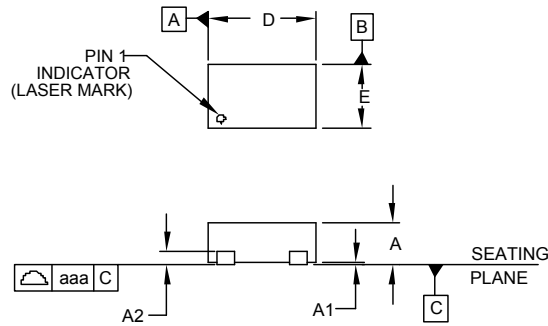 A
D
B
PIN 1
INDICATOR
(LASER MARK)
E
A
SEATING
PLANE
aaa C
A2
A1
C